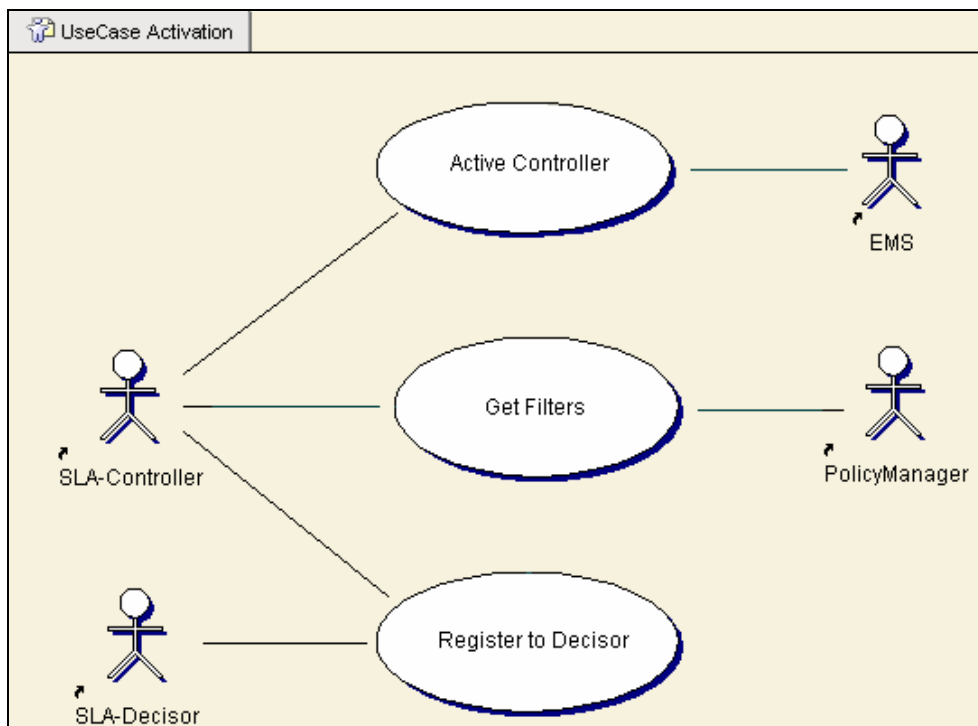 UseCase Activation
Active Controller
EMS
Get Filters
SLA-Controller
PolicyManager
Register to Decisor
SLA-Decisor